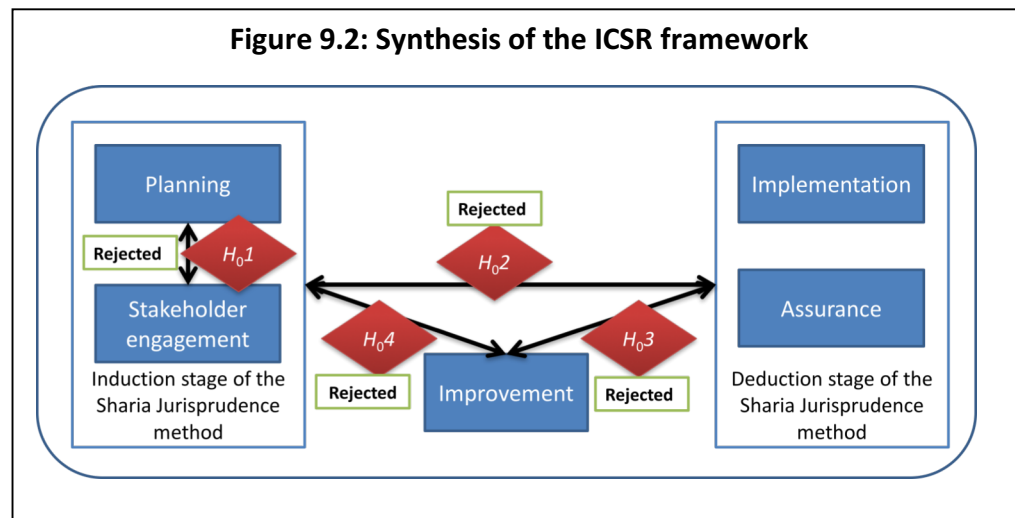 Figure 9.2: Synthesis of the ICSR framework
Planning
Rejected
H₀1
Stakeholder
engagement
Induction stage of the
Sharia Jurisprudence
method
Rejected
H₀2
H₀4
Rejected
Improvement
H₀3
Rejected
Implementation
Assurance
Deduction stage of the
Sharia Jurisprudence
method